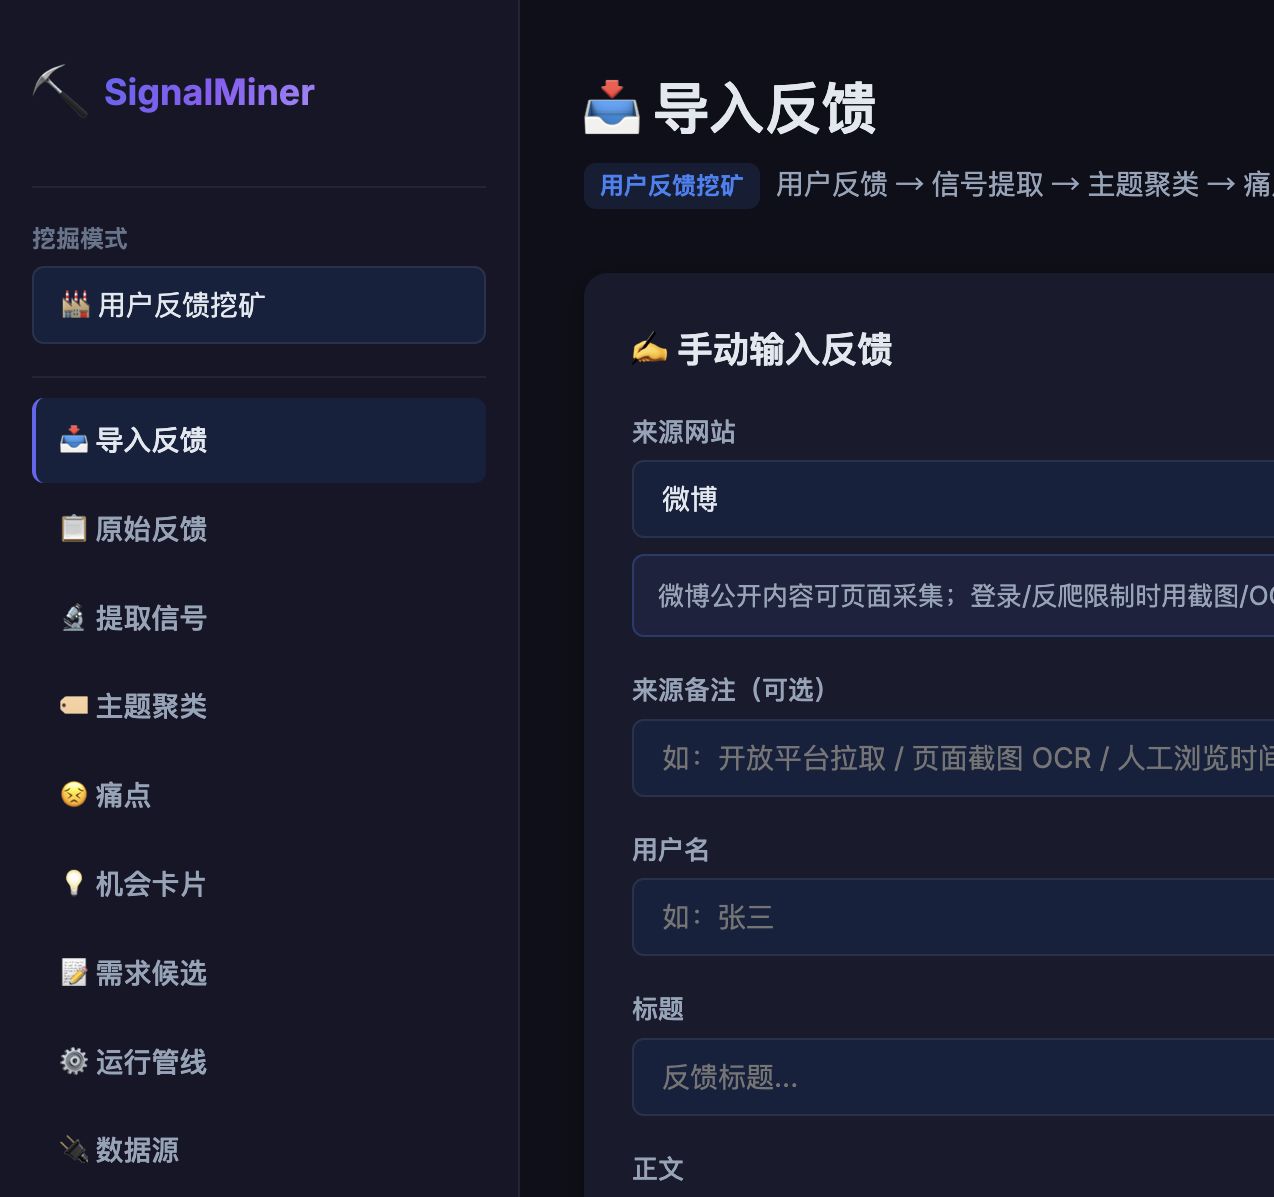 SignalMiner
挖掘模式
用户反馈挖矿
导入反馈
原始反馈
提取信号
主题聚类
痛点
机会卡片
需求候选
运行管线
数据源
导入反馈
用户反馈挖矿 用户反馈 → 信号提取 → 主题聚类 → 痛
手动输入反馈
来源网站
微博
微博公开内容可页面采集；登录/反爬限制时用截图/OC
来源备注（可选）
如：开放平台拉取 / 页面截图 OCR / 人工浏览时间
用户名
如：张三
标题
反馈标题...
正文